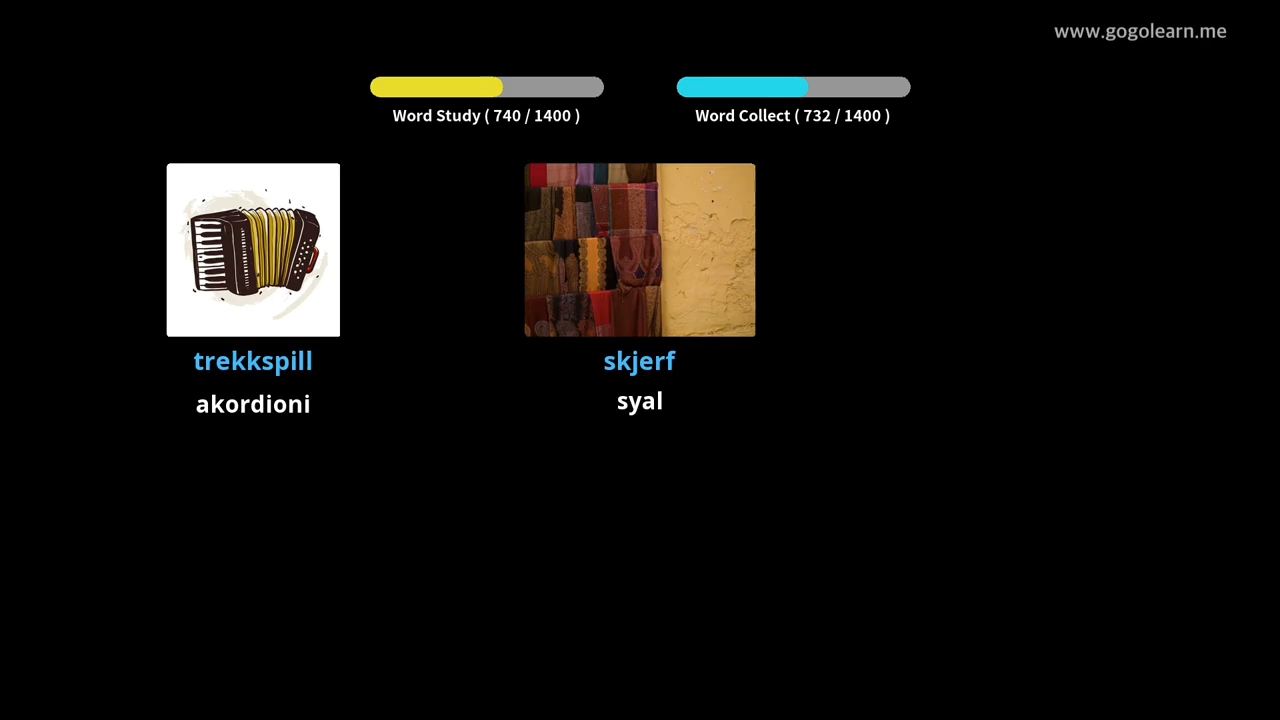 www.gogolearn.me
Word Study ( 740 / 1400 )
Word Collect ( 732 / 1400 )
trekkspill
skjerf
akordioni
syal